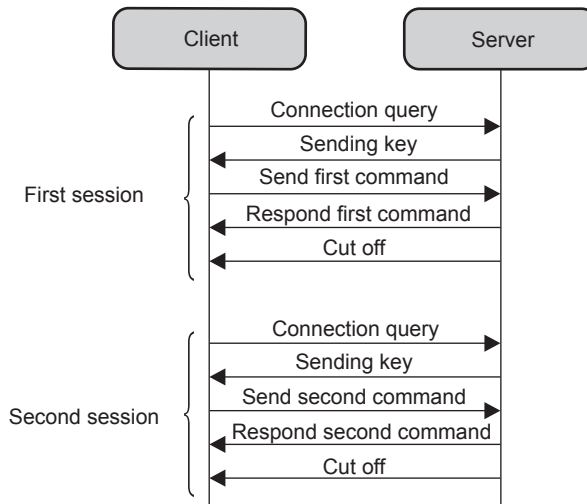 Client
Server
Connection query
Sending key
Send first command
First session
Respond first command
Cut off
Connection query
Sending key
Send second command
Second session
Respond second command
Cut off